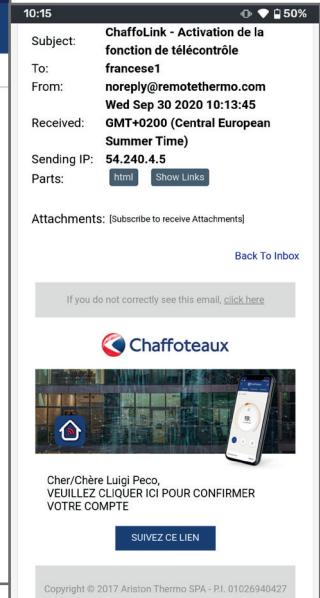 10:15 50%
Subject: ChaffoLink - Activation de la
fonction de télécontrôle
To: francese1
From: noreply@remotethermo.com
Wed Sep 30 2020 10:13:45
Received: GMT+0200 (Central European
Summer Time)
Sending IP: 54.240.4.5
Parts: html Show Links
Attachments: [Subscribe to receive Attachments]
Back To Inbox
If you do not correctly see this email, click here
Chaffoteaux
Cher/Chère Luigi Peco,
VEUILLEZ CLIQUER ICI POUR CONFIRMER
VOTRE COMPTE
SUIVEZ CE LIEN
Copyright © 2017 Ariston Thermo SPA - P.I. 01026940427